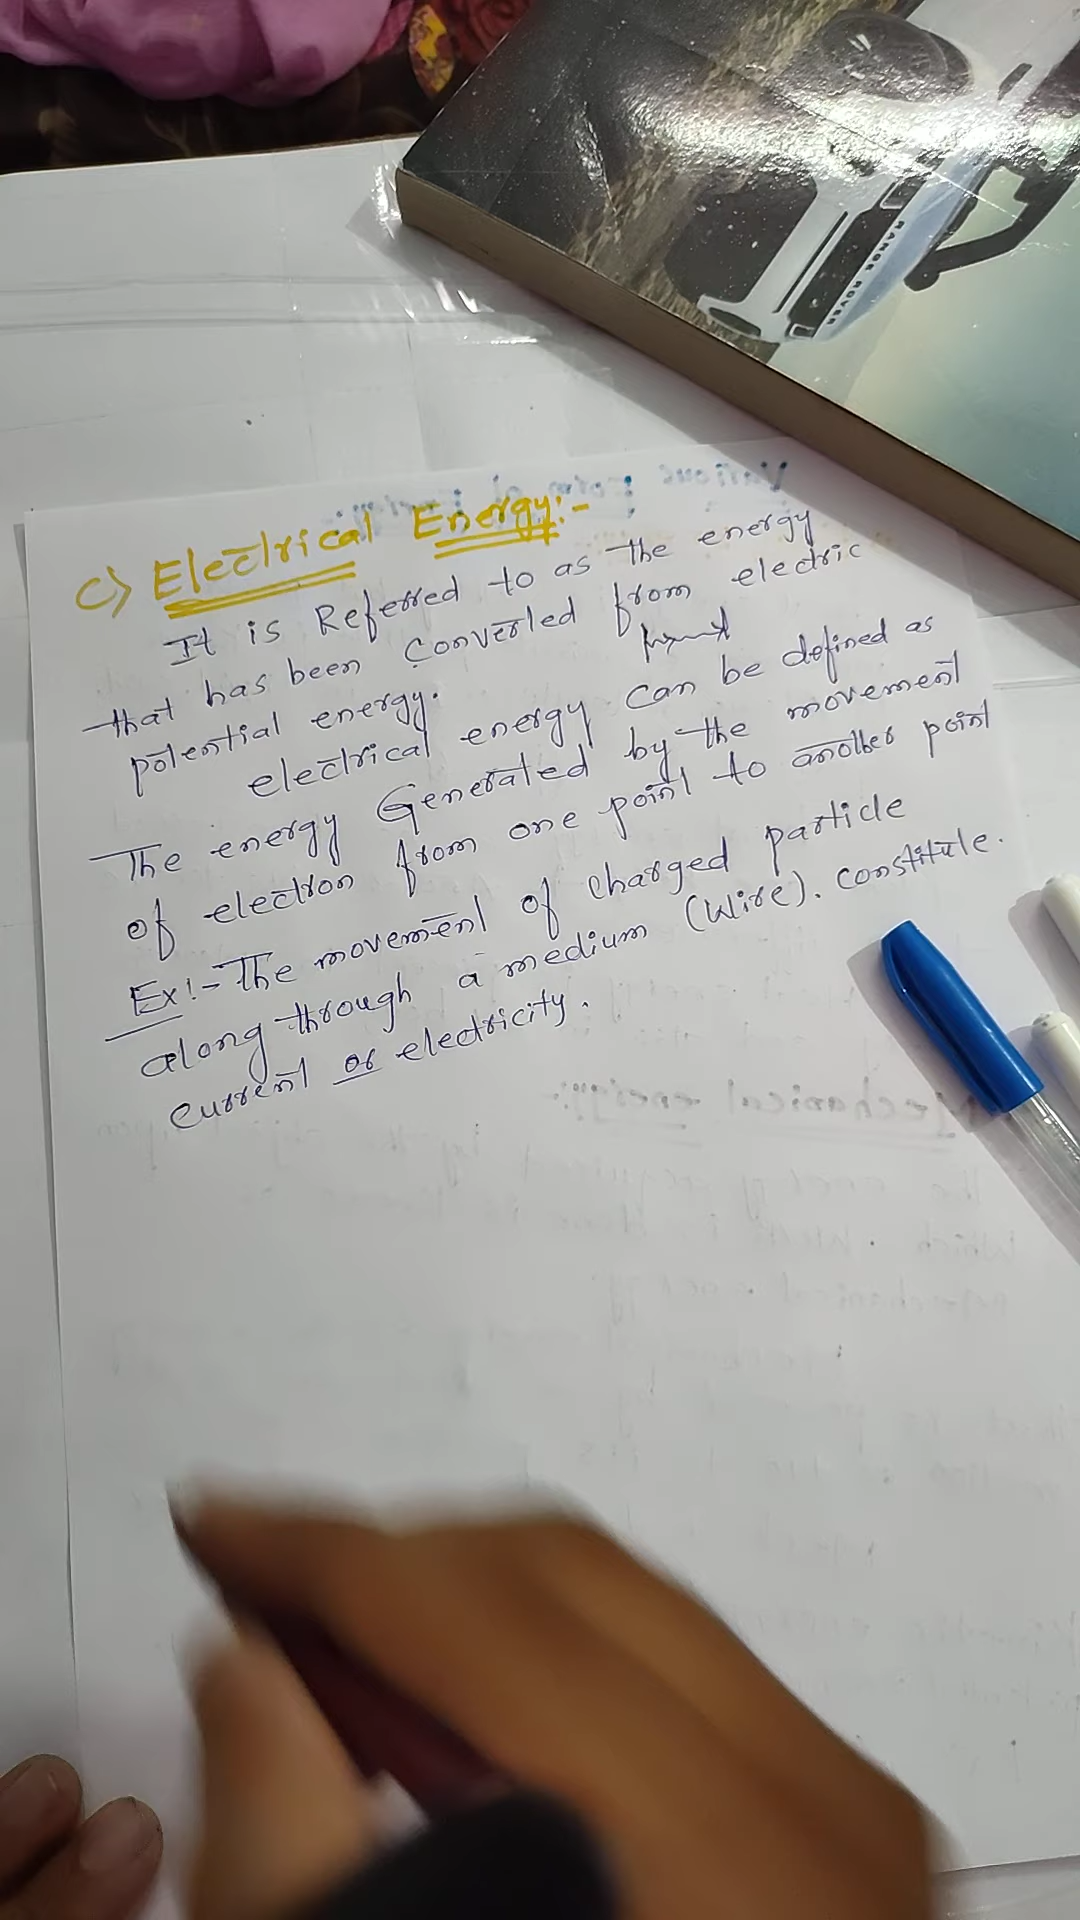 RANGE ROVER
C) Electrical Energy:-
It is Referred to as the energy
that has been converted from electric
potential energy.
electrical energy can be defined as
The energy Generated by the movement
of electron from one point to another point
Ex!- The movement of charged particle
along through a medium (Wire). constitute.
current or electricity.